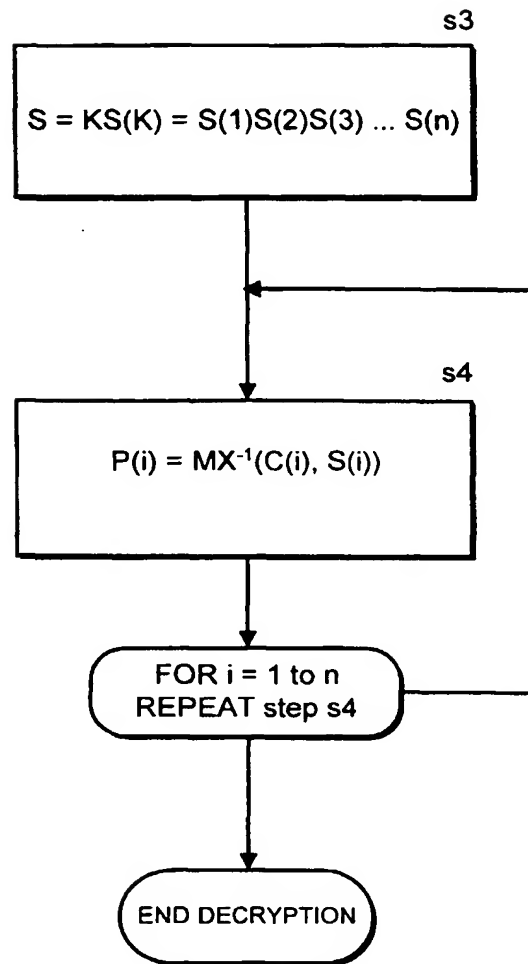 s3
S = KS(K) = S(1)S(2)S(3) ... S(n)
s4
P(i) = MX⁻¹(C(i), S(i))
FOR i = 1 to n
REPEAT step s4
END DECRYPTION